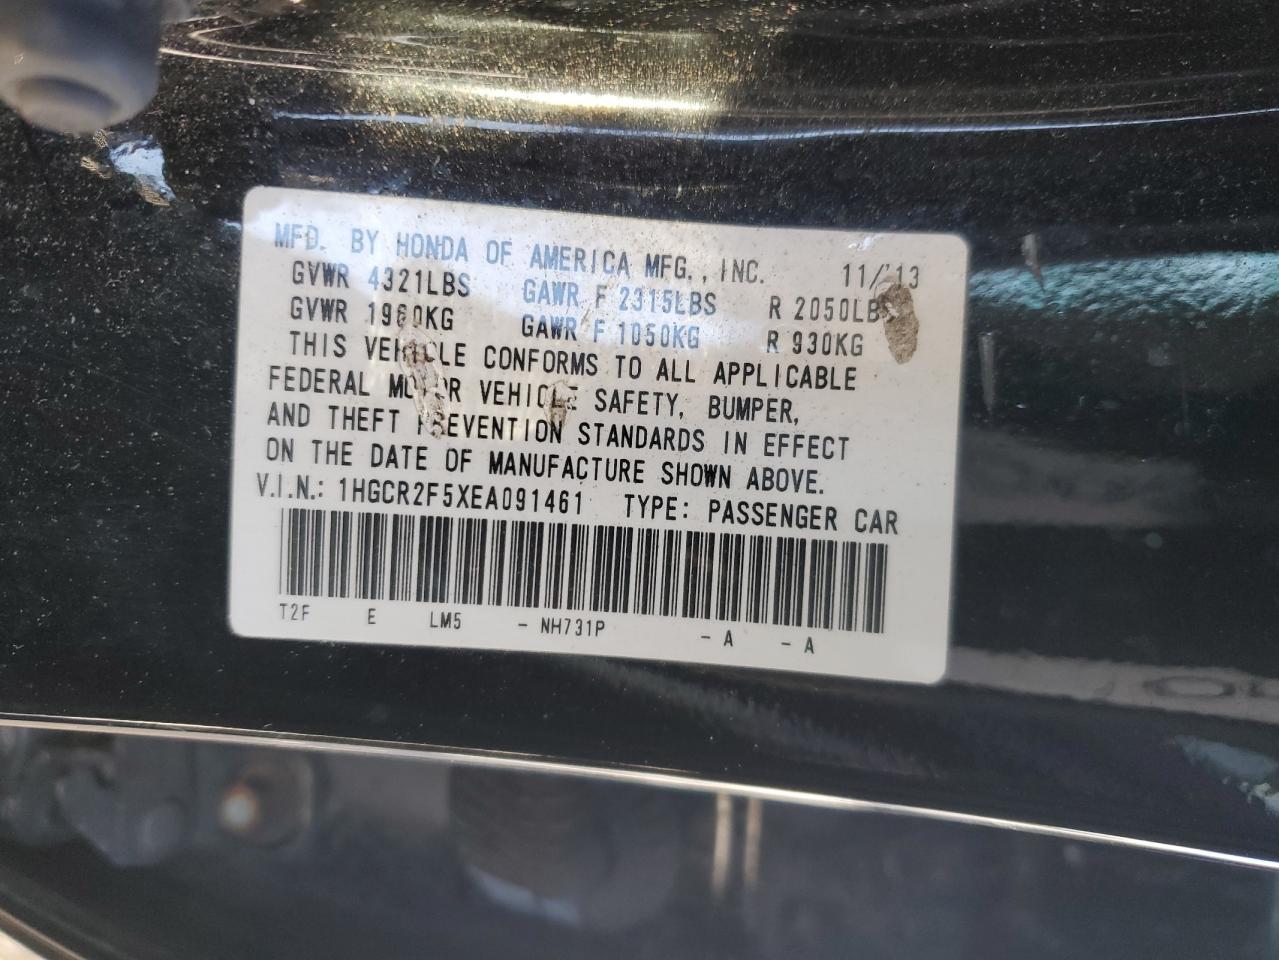 MFD. BY HONDA OF AMERICA MFG., INC. 11/'13
GVWR 4321LBS GAWR F 2315LBS R 2050LBS
GVWR 1960KG GAWR F 1050KG R 930KG
THIS VEHICLE CONFORMS TO ALL APPLICABLE
FEDERAL MOTOR VEHICLE SAFETY, BUMPER,
AND THEFT PREVENTION STANDARDS IN EFFECT
ON THE DATE OF MANUFACTURE SHOWN ABOVE.
V.I.N.: 1HGCR2F5XEA091461 TYPE: PASSENGER CAR
T2F E LM5 - NH731P - A - A